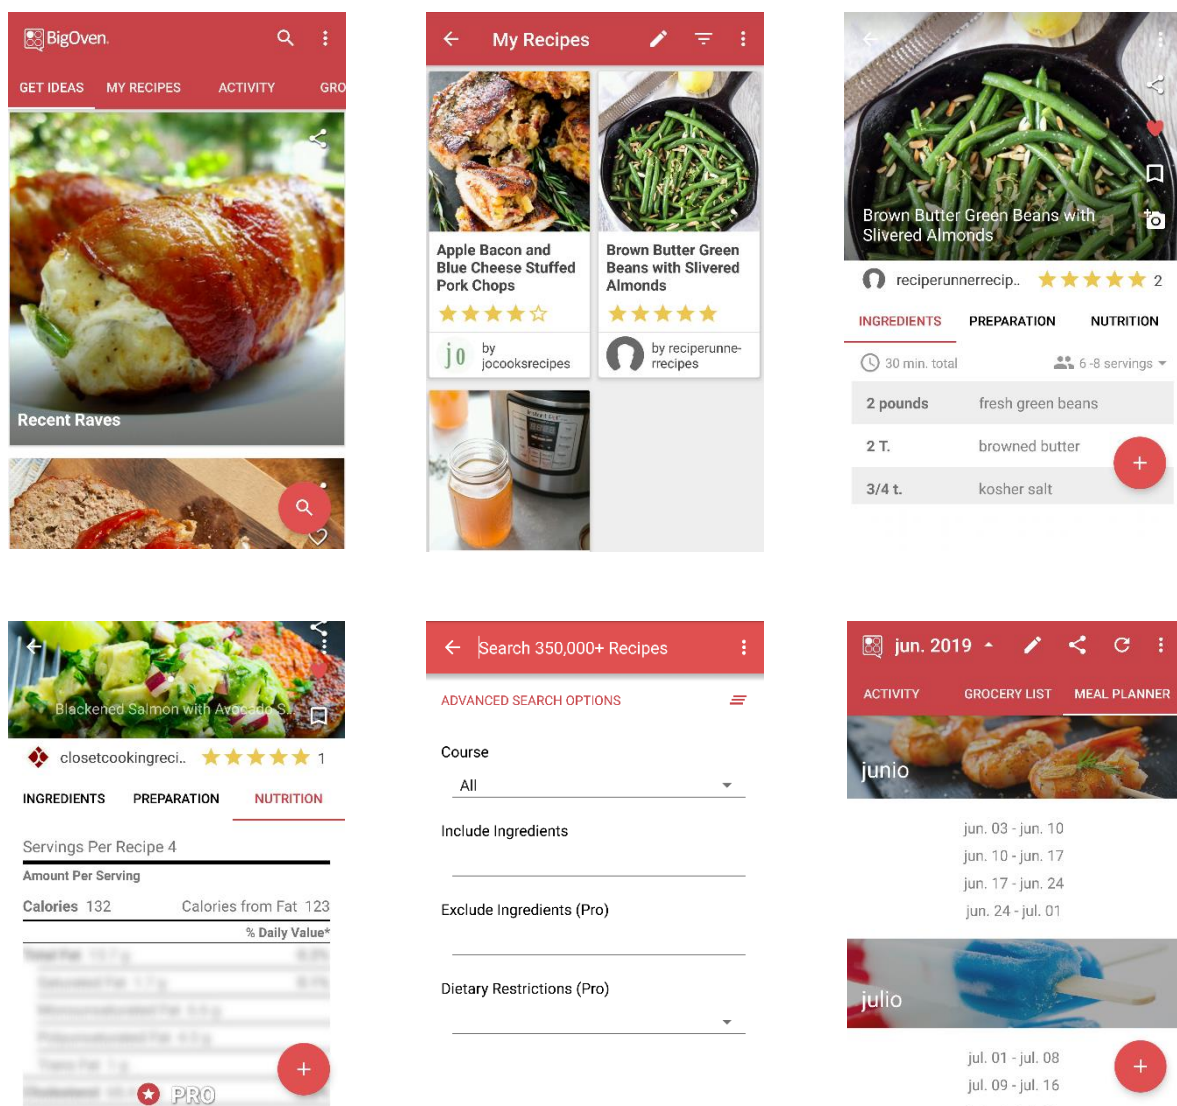 BigOven
GET IDEAS MY RECIPES ACTIVITY GRO
Recent Raves
My Recipes
Instant Pot
Apple Bacon and
Blue Cheese Stuffed
Pork Chops
jo by
jocooksrecipes
Brown Butter Green
Beans with Slivered
Almonds
by reciperunne-
rrecipes
Brown Butter Green Beans with
Slivered Almonds
reciperunnerrecip.. 2
INGREDIENTS PREPARATION NUTRITION
30 min. total 6 -8 servings
2 pounds fresh green beans
2 T. browned butter
3/4 t. kosher salt
Blackened Salmon with Avocado S...
closetcookingreci.. 1
INGREDIENTS PREPARATION NUTRITION
Servings Per Recipe 4
Amount Per Serving
Calories 132 Calories from Fat 123
% Daily Value*
PRO
Search 350,000+ Recipes
ADVANCED SEARCH OPTIONS
Course
All
Include Ingredients
Exclude Ingredients (Pro)
Dietary Restrictions (Pro)
jun. 2019
ACTIVITY GROCERY LIST MEAL PLANNER
junio
jun. 03 - jun. 10
jun. 10 - jun. 17
jun. 17 - jun. 24
jun. 24 - jul. 01
julio
jul. 01 - jul. 08
jul. 09 - jul. 16